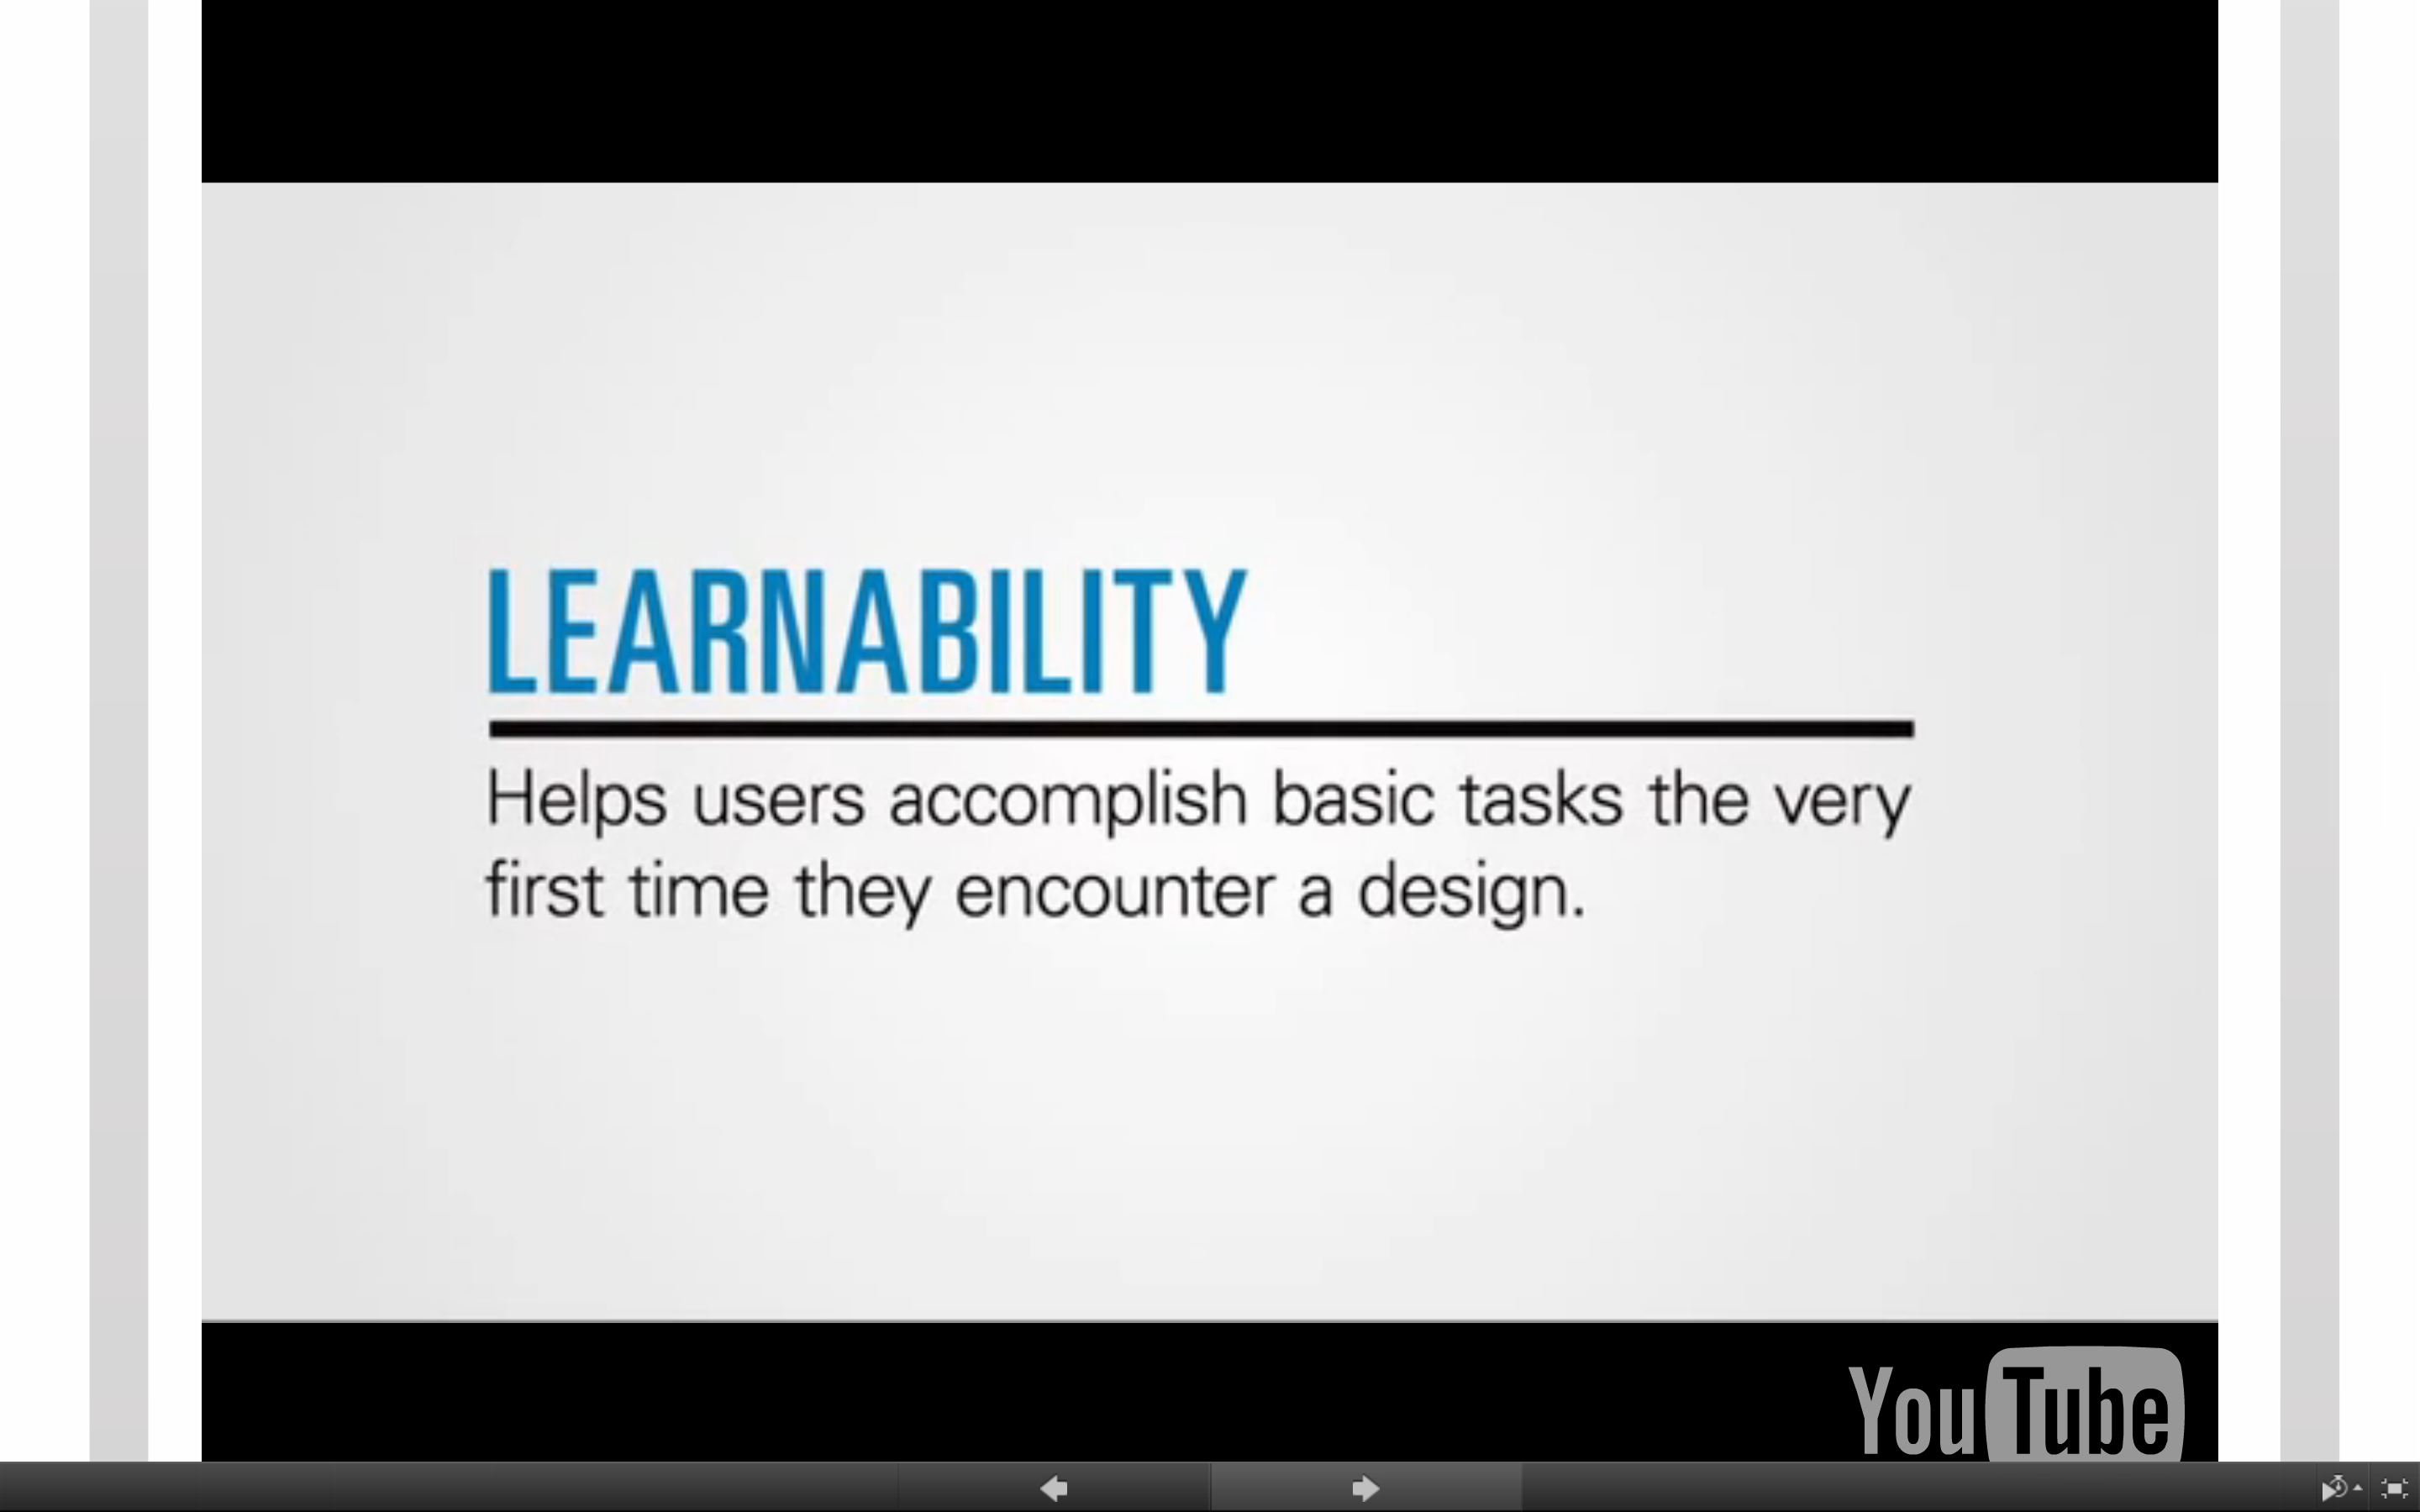 LEARNABILITY
Helps users accomplish basic tasks the very
first time they encounter a design.
YouTube